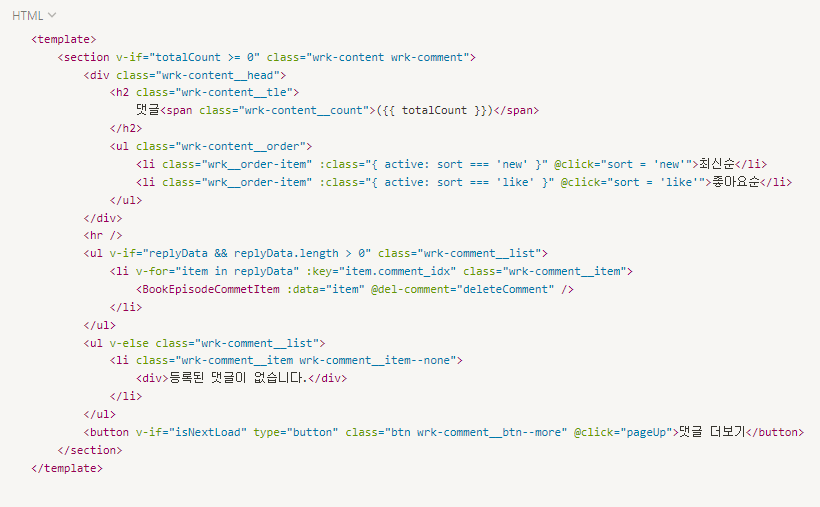 HTML
<template>
<section v-if="totalCount >= 0" class="wrk-content wrk-comment">
<div class="wrk-content__head">
<h2 class="wrk-content__tle">
댓글<span class="wrk-content__count">({{ totalCount }})</span>
</h2>
<ul class="wrk-content__order">
<li class="wrk__order-item" :class="{ active: sort === 'new' }" @click="sort = 'new'">최신순</li>
<li class="wrk__order-item" :class="{ active: sort === 'like' }" @click="sort = 'like'">좋아요순</li>
</ul>
</div>
<hr />
<ul v-if="replyData && replyData.length > 0" class="wrk-comment__list">
<li v-for="item in replyData" :key="item.comment_idx" class="wrk-comment__item">
<BookEpisodeCommetItem :data="item" @del-comment="deleteComment" />
</li>
</ul>
<ul v-else class="wrk-comment__list">
<li class="wrk-comment__item wrk-comment__item--none">
<div>등록된 댓글이 없습니다.</div>
</li>
</ul>
<button v-if="isNextLoad" type="button" class="btn wrk-comment__btn--more" @click="pageUp">댓글 더보기</button>
</section>
</template>